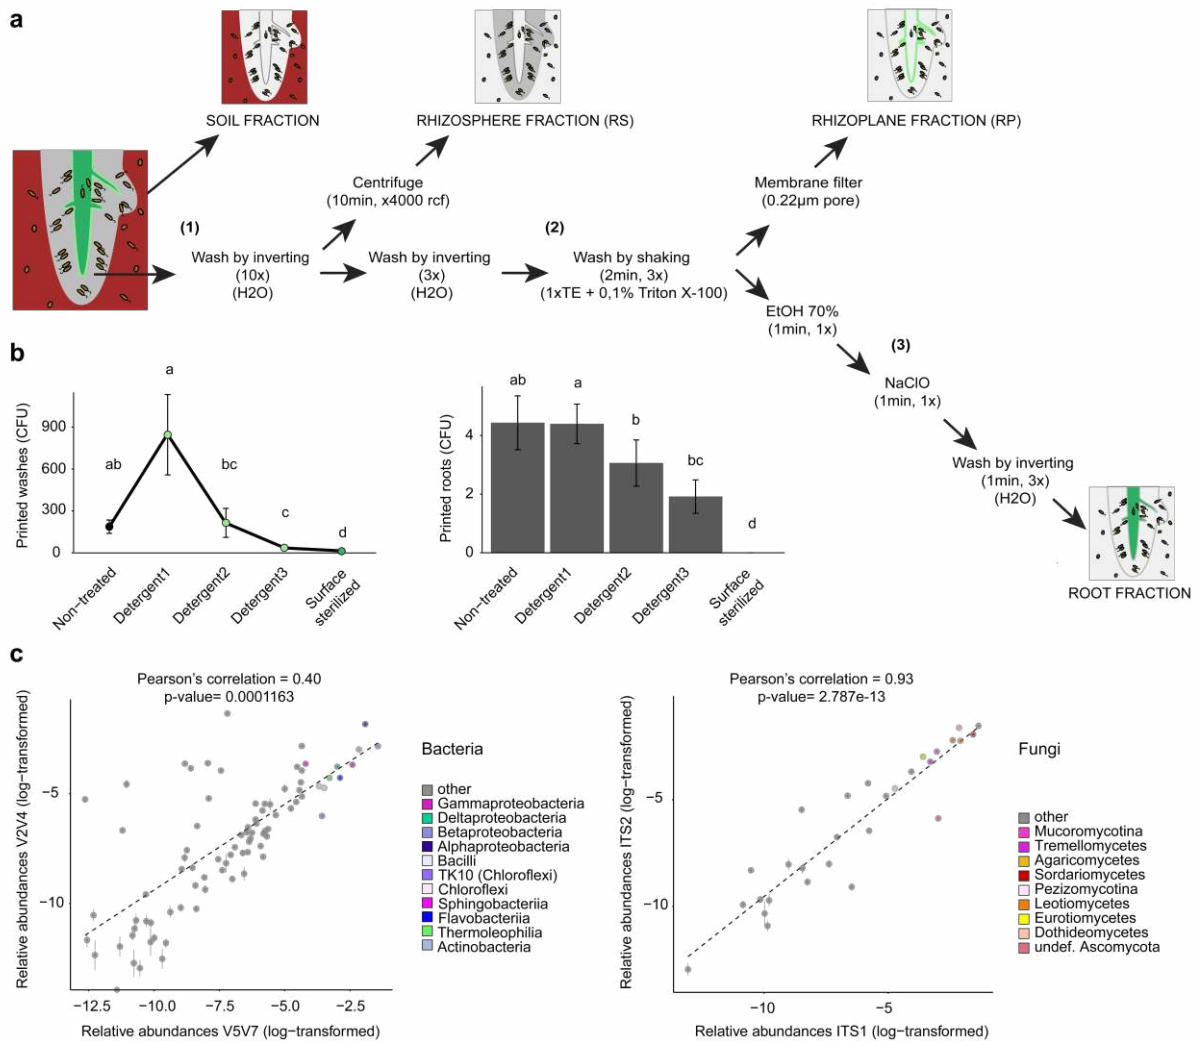 a
SOIL FRACTION
RHIZOSPHERE FRACTION (RS)
RHIZOPLANE FRACTION (RP)
Centrifuge
(10min, x4000 rcf)
Membrane filter
(0.22µm pore)
(1)
Wash by inverting
(10x)
(H2O)
Wash by inverting
(3x)
(H2O)
(2)
Wash by shaking
(2min, 3x)
(1xTE + 0,1% Triton X-100)
EtOH 70%
(1min, 1x)
(3)
NaClO
(1min, 1x)
Wash by inverting
(1min, 3x)
(H2O)
ROOT FRACTION
b
Printed washes (CFU)
900
600
300
0
ab
a
bc
c
d
Non−treated
Detergent1
Detergent2
Detergent3
Surface
sterilized
Printed roots (CFU)
4
2
0
ab
a
b
bc
d
Non−treated
Detergent1
Detergent2
Detergent3
Surface
sterilized
c
Pearson's correlation = 0.40
p-value= 0.0001163
Relative abundances V2V4 (log−transformed)
−5
−10
−12.5
−10.0
−7.5
−5.0
−2.5
Relative abundances V5V7 (log−transformed)
Bacteria
other
Gammaproteobacteria
Deltaproteobacteria
Betaproteobacteria
Alphaproteobacteria
Bacilli
TK10 (Chloroflexi)
Chloroflexi
Sphingobacteriia
Flavobacteriia
Thermoleophilia
Actinobacteria
Pearson's correlation = 0.93
p-value= 2.787e-13
Relative abundances ITS2 (log−transformed)
−5
−10
−10
−5
Relative abundances ITS1 (log−transformed)
Fungi
other
Mucoromycotina
Tremellomycetes
Agaricomycetes
Sordariomycetes
Pezizomycotina
Leotiomycetes
Eurotiomycetes
Dothideomycetes
undef. Ascomycota